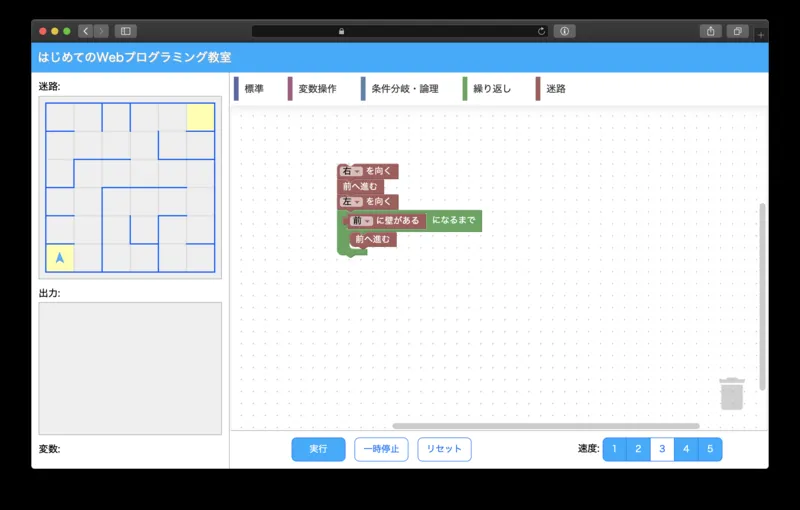 はじめてのWebプログラミング教室
迷路:
標準 変数操作 条件分岐・論理 繰り返し 迷路
右 を向く
前へ進む
左 を向く
前 に壁がある になるまで
前へ進む
出力:
変数:
実行 一時停止 リセット 速度: 1 2 3 4 5